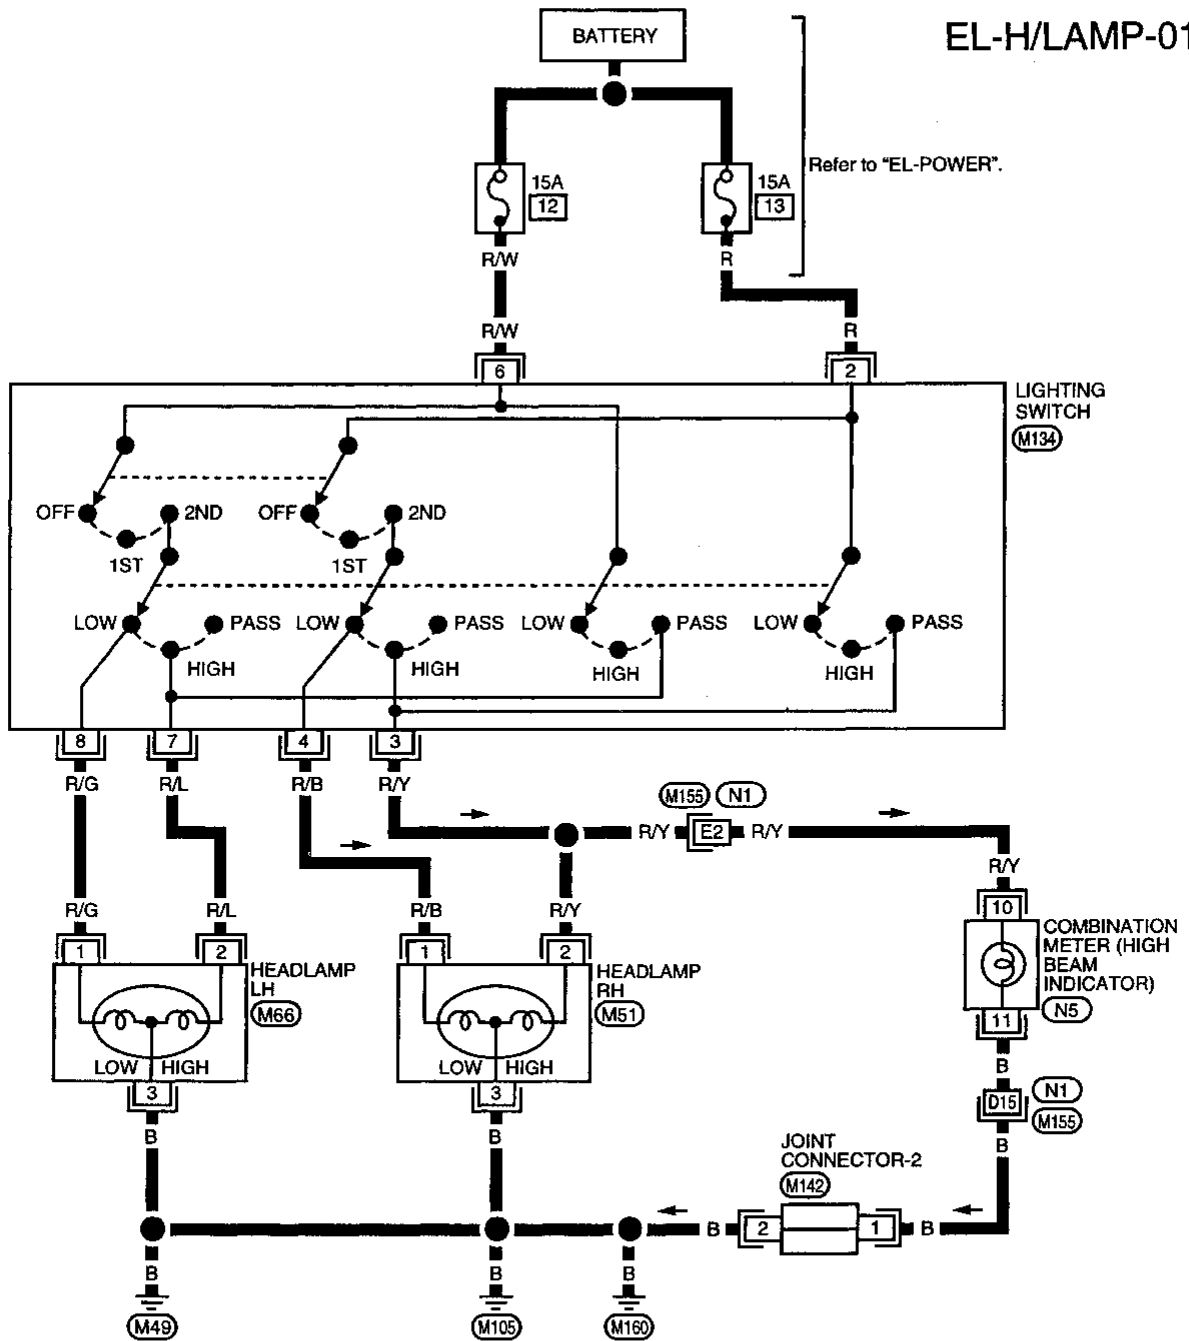 EL-H/LAMP-01
BATTERY
Refer to "EL-POWER".
15A
12
15A
13
R/W
R
R/W
R
6
2
LIGHTING
SWITCH
M134
OFF
2ND
OFF
2ND
1ST
1ST
LOW
PASS
LOW
PASS
LOW
PASS
LOW
PASS
HIGH
HIGH
HIGH
HIGH
8
7
4
3
R/G
R/L
R/B
R/Y
M155
N1
R/Y
E2
R/Y
R/Y
R/G
R/L
R/B
R/Y
10
1
2
HEADLAMP
LH
M66
1
2
HEADLAMP
RH
M51
COMBINATION
METER (HIGH
BEAM
INDICATOR)
N5
11
LOW
HIGH
LOW
HIGH
3
3
B
D15
N1
M155
B
B
B
JOINT
CONNECTOR-2
M142
B
2
1
B
B
B
B
M49
M105
M160